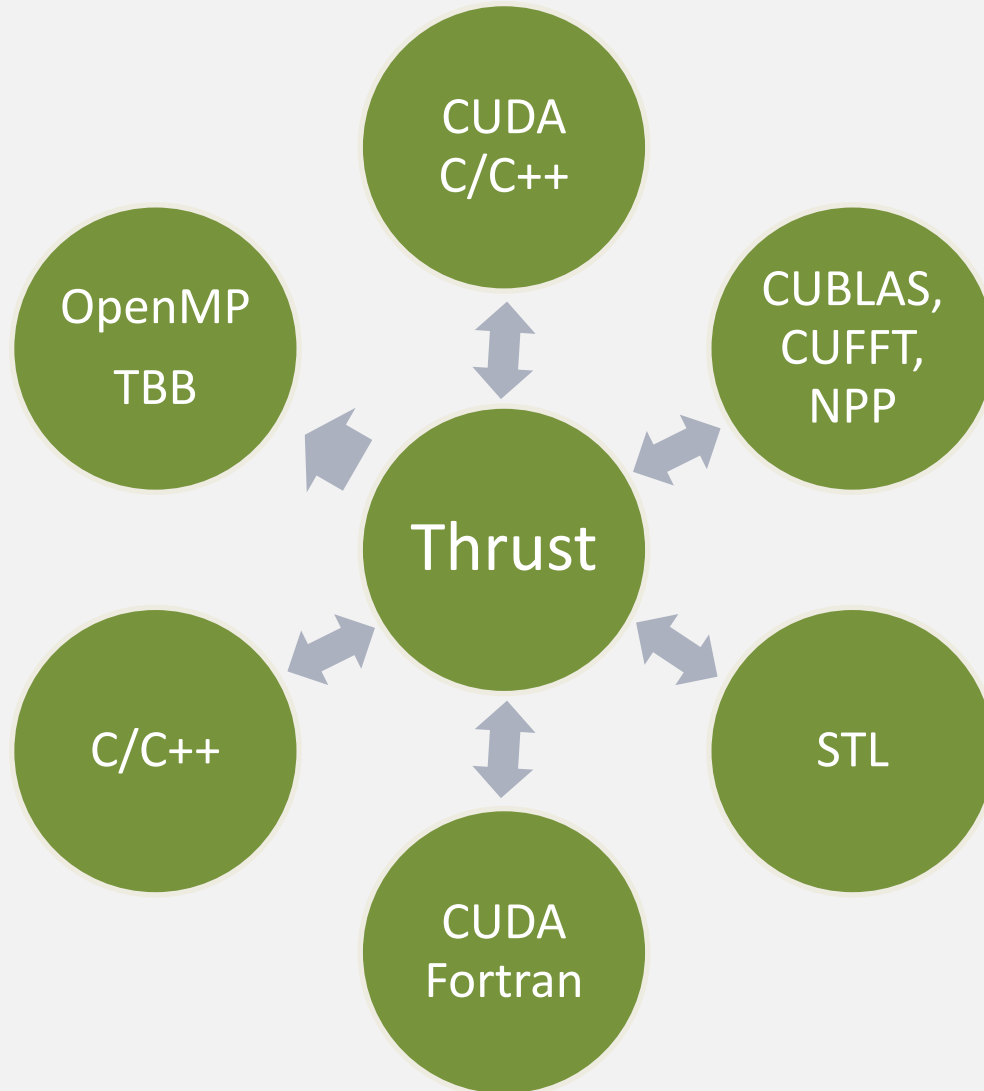 CUDA
C/C++
OpenMP
TBB
CUBLAS,
CUFFT,
NPP
Thrust
C/C++
STL
CUDA
Fortran